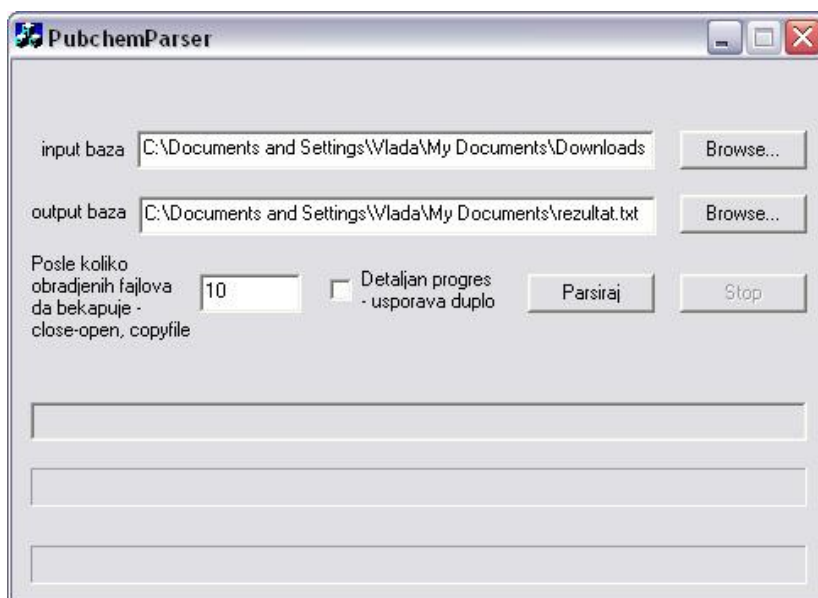 PubchemParser
input baza C:\Documents and Settings\Vlada\My Documents\Downloads Browse...
output baza C:\Documents and Settings\Vlada\My Documents\rezultat.txt Browse...
Posle koliko
obradjenih fajlova
da bekapuje -
close-open, copyfile
10
Detaljan progres
- usporava duplo
Parsiraj
Stop